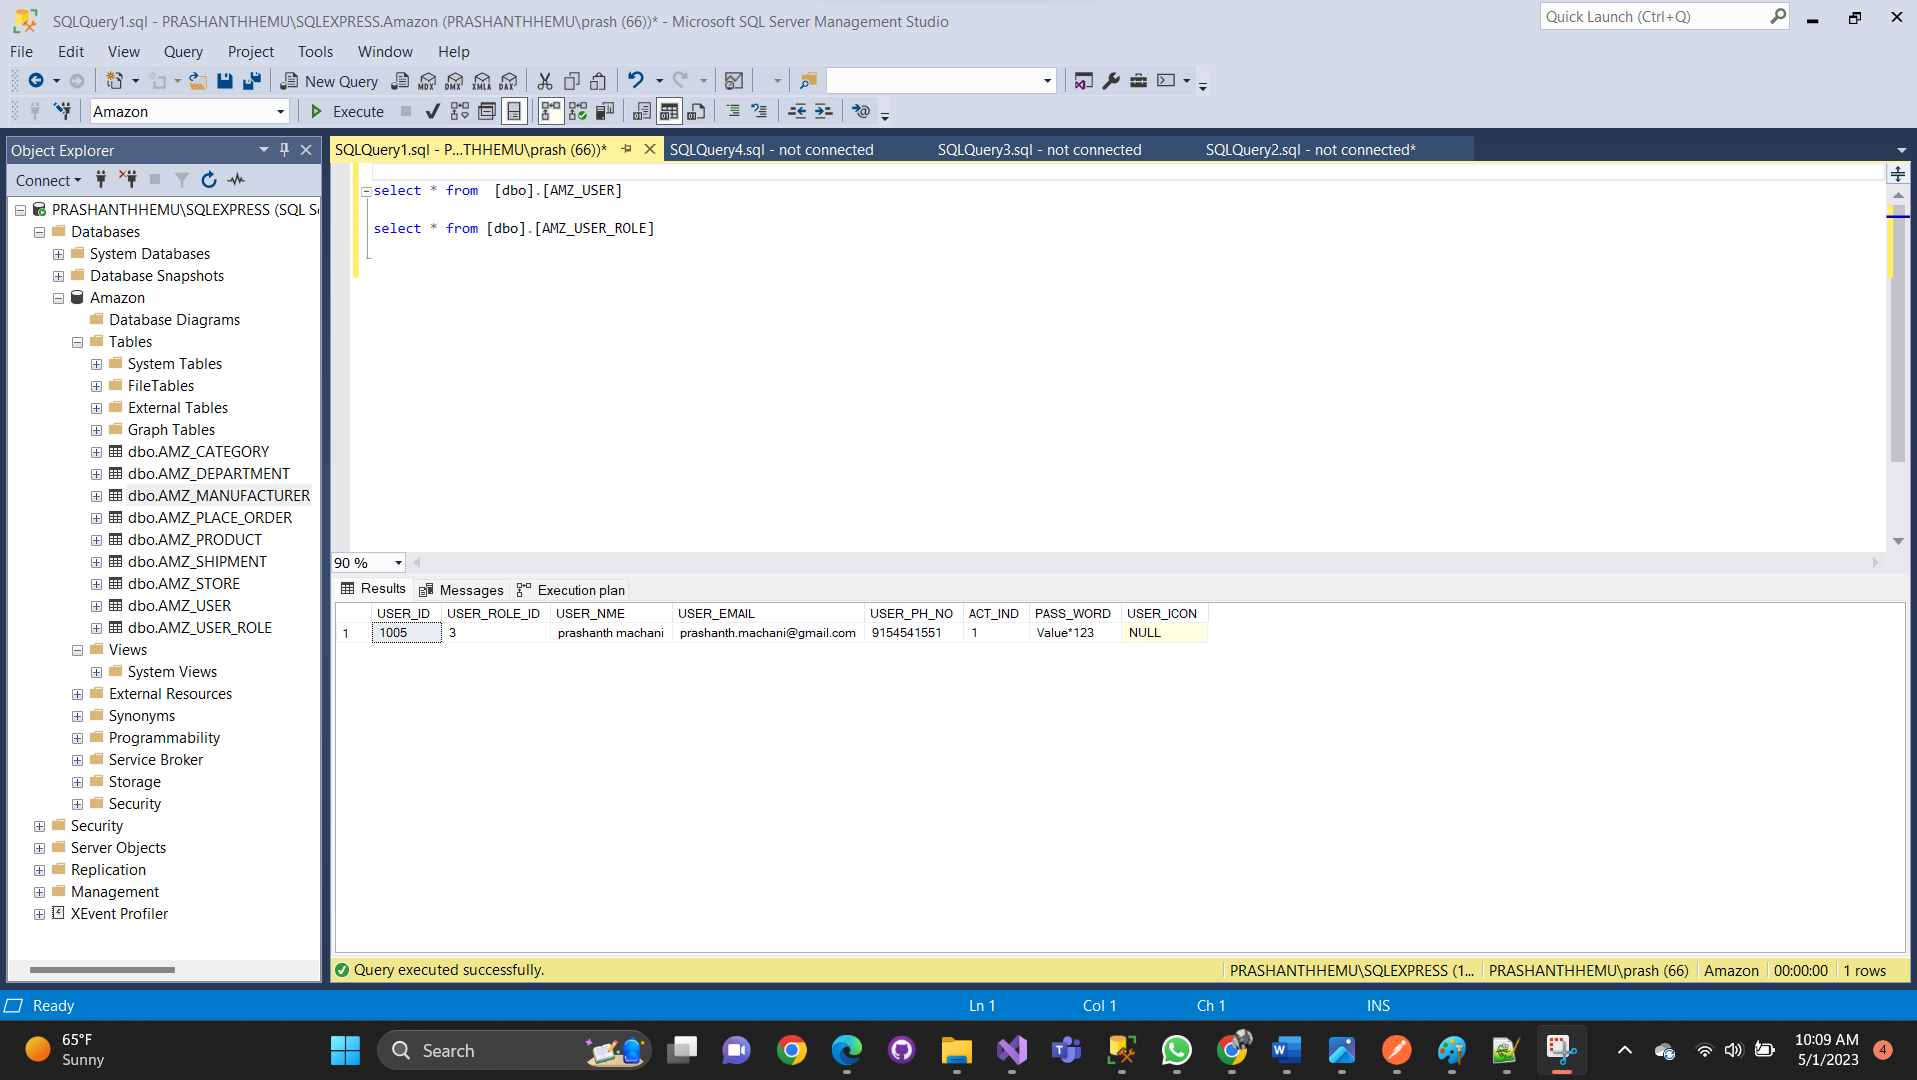 SQLQuery1.sql - PRASHANTHHEMU\SQLEXPRESS.Amazon (PRASHANTHHEMU\prash (66))* - Microsoft SQL Server Management Studio
Quick Launch (Ctrl+Q)
File Edit View Query Project Tools Window Help
New Query MDX DMX XMLA DAX
Amazon Execute
Object Explorer
Connect
PRASHANTHHEMU\SQLEXPRESS (SQL S
Databases
System Databases
Database Snapshots
Amazon
Database Diagrams
Tables
System Tables
FileTables
External Tables
Graph Tables
dbo.AMZ_CATEGORY
dbo.AMZ_DEPARTMENT
dbo.AMZ_MANUFACTURER
dbo.AMZ_PLACE_ORDER
dbo.AMZ_PRODUCT
dbo.AMZ_SHIPMENT
dbo.AMZ_STORE
dbo.AMZ_USER
dbo.AMZ_USER_ROLE
Views
System Views
External Resources
Synonyms
Programmability
Service Broker
Storage
Security
Security
Server Objects
Replication
Management
XEvent Profiler
SQLQuery1.sql - P...THHEMU\prash (66))* SQLQuery4.sql - not connected SQLQuery3.sql - not connected SQLQuery2.sql - not connected*
select * from [dbo].[AMZ_USER]
select * from [dbo].[AMZ_USER_ROLE]
90 %
Results Messages Execution plan
USER_ID USER_ROLE_ID USER_NME USER_EMAIL USER_PH_NO ACT_IND PASS_WORD USER_ICON
1 1005 3 prashanth machani prashanth.machani@gmail.com 9154541551 1 Value*123 NULL
Query executed successfully. PRASHANTHHEMU\SQLEXPRESS (1... PRASHANTHHEMU\prash (66) Amazon 00:00:00 1 rows
Ready Ln 1 Col 1 Ch 1 INS
65°F
Sunny
Search
10:09 AM
5/1/2023
4